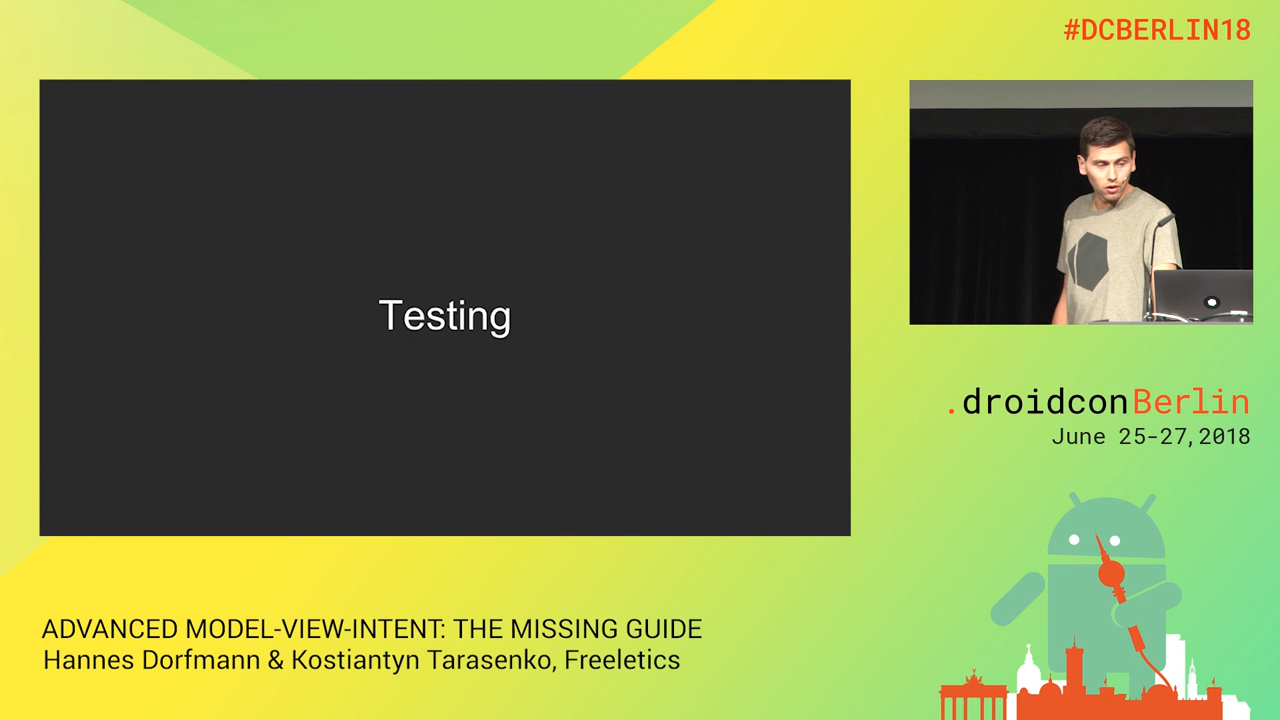 #DCBERLIN18
Testing
.droidconBerlin
June 25-27, 2018
ADVANCED MODEL-VIEW-INTENT: THE MISSING GUIDE
Hannes Dorfmann & Kostiantyn Tarasenko, Freeletics